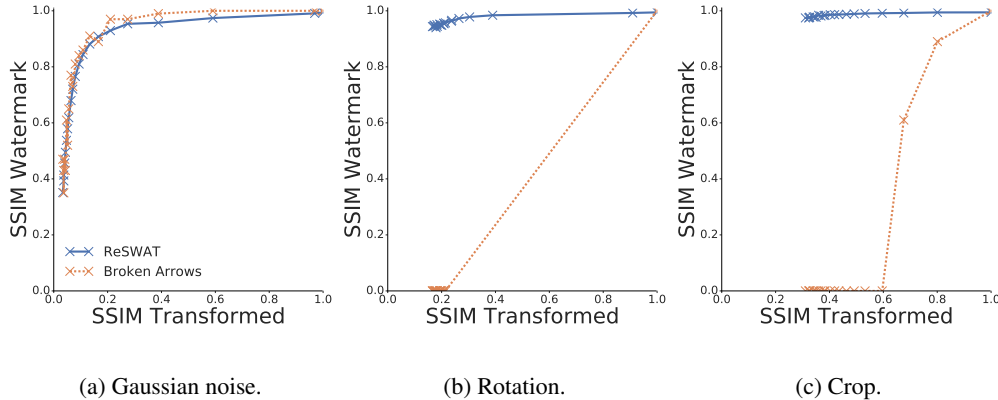 1.0
0.8
0.6
0.4
0.2
0.0
0.0 0.2 0.4 0.6 0.8 1.0
SSIM Watermark
SSIM Transformed
ReSWAT
Broken Arrows
(a) Gaussian noise.
1.0
0.8
0.6
0.4
0.2
0.0
0.0 0.2 0.4 0.6 0.8 1.0
SSIM Watermark
SSIM Transformed
(b) Rotation.
1.0
0.8
0.6
0.4
0.2
0.0
0.0 0.2 0.4 0.6 0.8 1.0
SSIM Watermark
SSIM Transformed
(c) Crop.